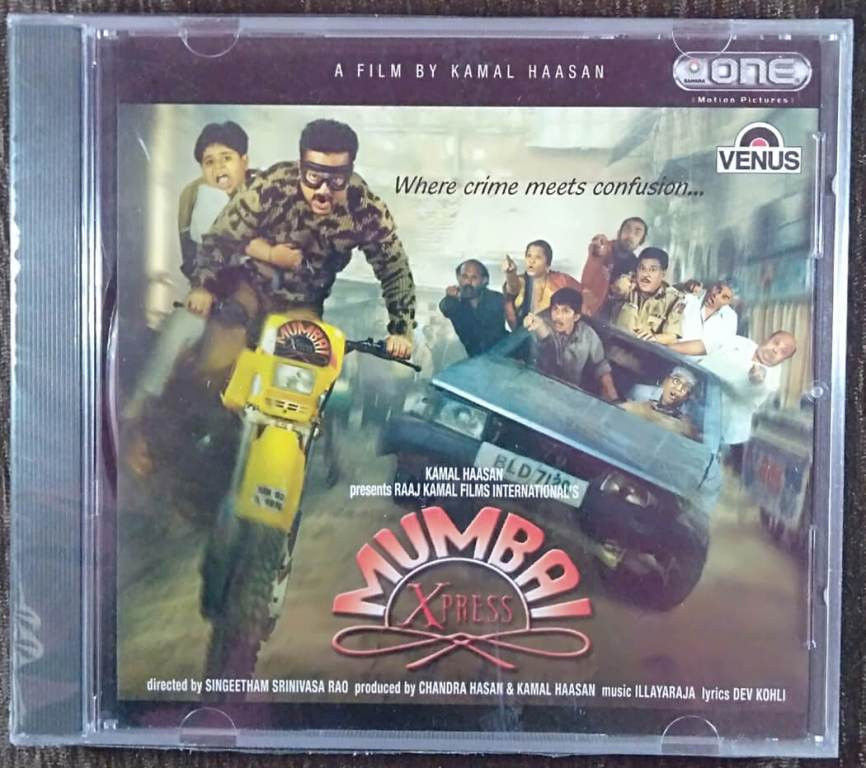 A FILM BY KAMAL HAASAN
SAHARA ONE
Motion Pictures
VENUS
Where crime meets confusion...
MUMBAI
KAMAL HAASAN
presents RAAJ KAMAL FILMS INTERNATIONAL'S
MUMBAI
XPRESS
directed by SINGEETHAM SRINIVASA RAO produced by CHANDRA HASAN & KAMAL HAASAN music ILLAYARAJA lyrics DEV KOHLI